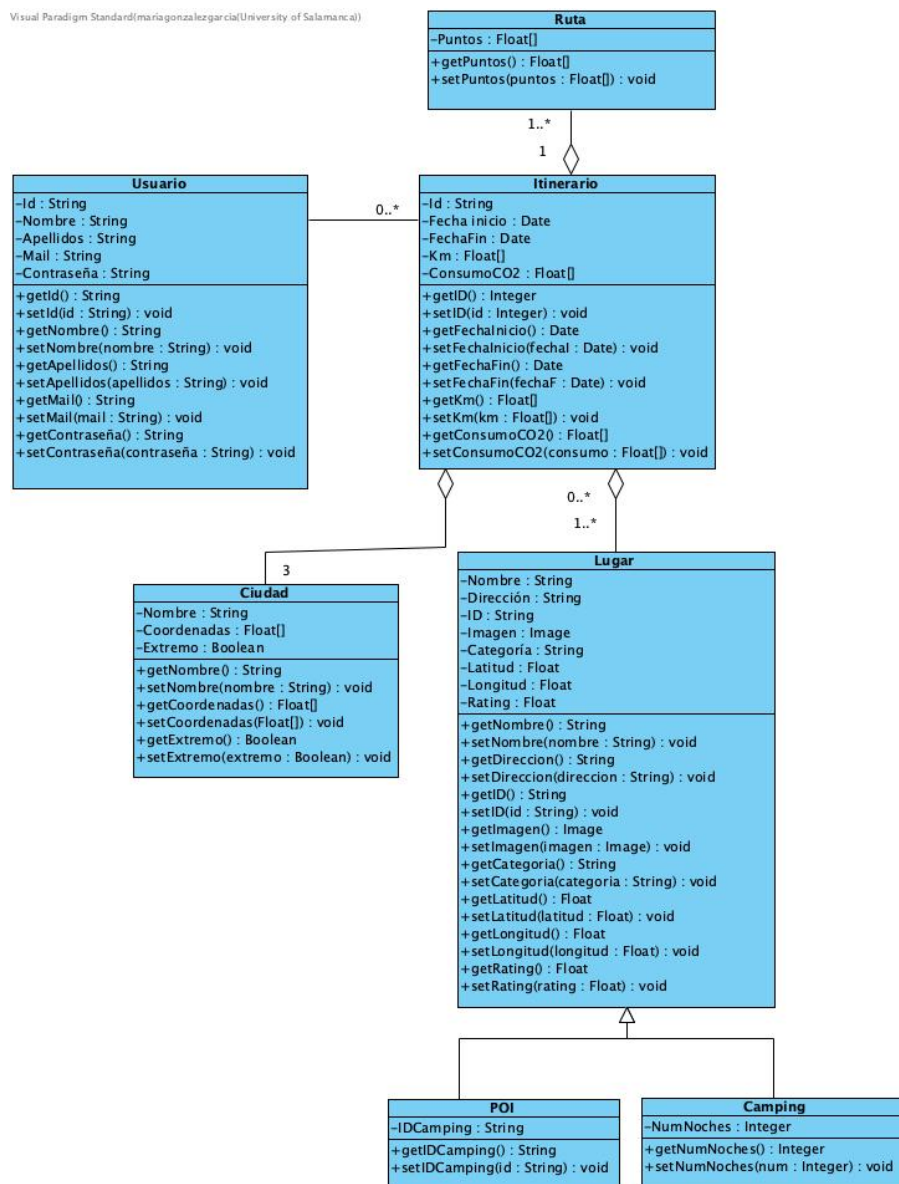 Visual Paradigm Standard(mariagonzalezgarcia(University of Salamanca))
Ruta
-Puntos : Float[]
+getPuntos() : Float[]
+setPuntos(puntos : Float[]) : void
1..*
1
Usuario
-Id : String
-Nombre : String
-Apellidos : String
-Mail : String
-Contraseña : String
+getId() : String
+setId(id : String) : void
+getNombre() : String
+setNombre(nombre : String) : void
+getApellidos() : String
+setApellidos(apellidos : String) : void
+getMail() : String
+setMail(mail : String) : void
+getContraseña() : String
+setContraseña(contraseña : String) : void
0..*
Itinerario
-Id : String
-Fecha inicio : Date
-FechaFin : Date
-Km : Float[]
-ConsumoCO2 : Float[]
+getID() : Integer
+setID(id : Integer) : void
+getFechaInicio() : Date
+setFechaInicio(fechaI : Date) : void
+getFechaFin() : Date
+setFechaFin(fechaF : Date) : void
+getKm() : Float[]
+setKm(km : Float[]) : void
+getConsumoCO2() : Float[]
+setConsumoCO2(consumo : Float[]) : void
0..*
1..*
3
Ciudad
-Nombre : String
-Coordenadas : Float[]
-Extremo : Boolean
+getNombre() : String
+setNombre(nombre : String) : void
+getCoordenadas() : Float[]
+setCoordenadas(Float[]) : void
+getExtremo() : Boolean
+setExtremo(extremo : Boolean) : void
Lugar
-Nombre : String
-Dirección : String
-ID : String
-Imagen : Image
-Categoría : String
-Latitud : Float
-Longitud : Float
-Rating : Float
+getNombre() : String
+setNombre(nombre : String) : void
+getDireccion() : String
+setDireccion(direccion : String) : void
+getID() : String
+setID(id : String) : void
+getImagen() : Image
+setImagen(imagen : Image) : void
+getCategoria() : String
+setCategoria(categoria : String) : void
+getLatitud() : Float
+setLatitud(latitud : Float) : void
+getLongitud() : Float
+setLongitud(longitud : Float) : void
+getRating() : Float
+setRating(rating : Float) : void
POI
-IDCamping : String
+getIDCamping() : String
+setIDCamping(id : String) : void
Camping
-NumNoches : Integer
+getNumNoches() : Integer
+setNumNoches(num : Integer) : void